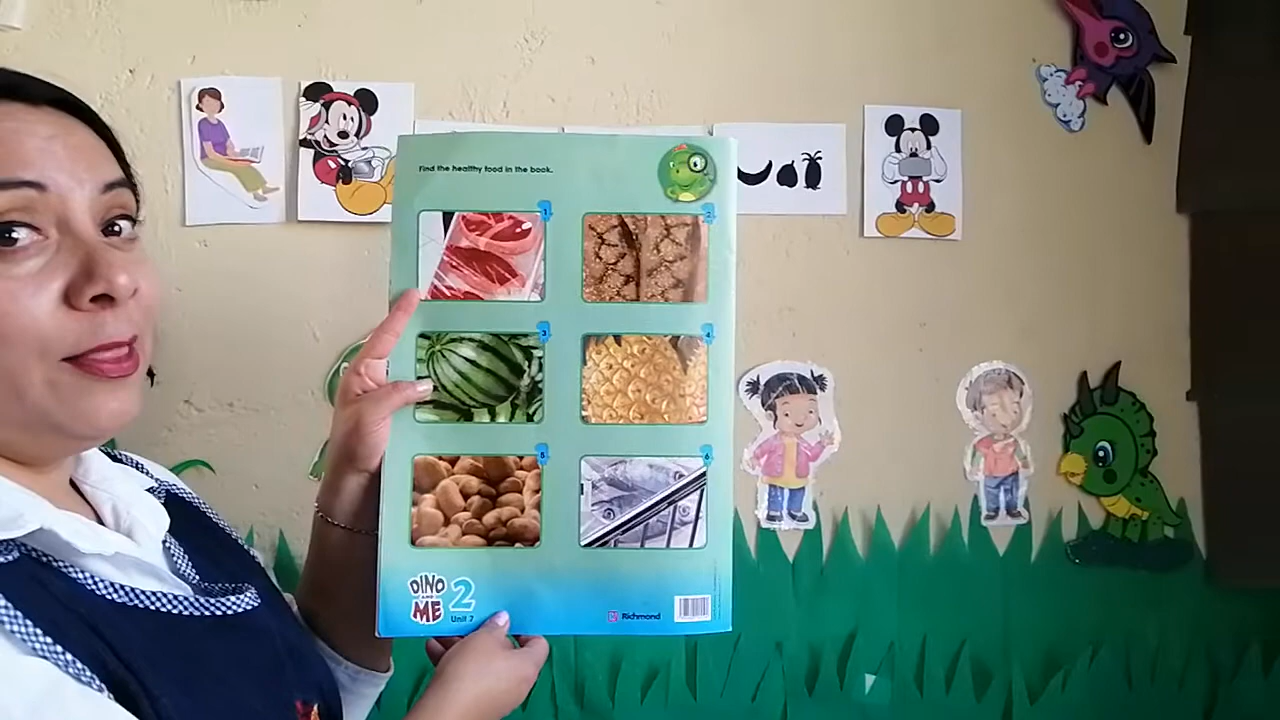 Find the healthy food in the book.
1
2
3
4
5
6
DINO
AND
ME
2
Unit 7
Richmond